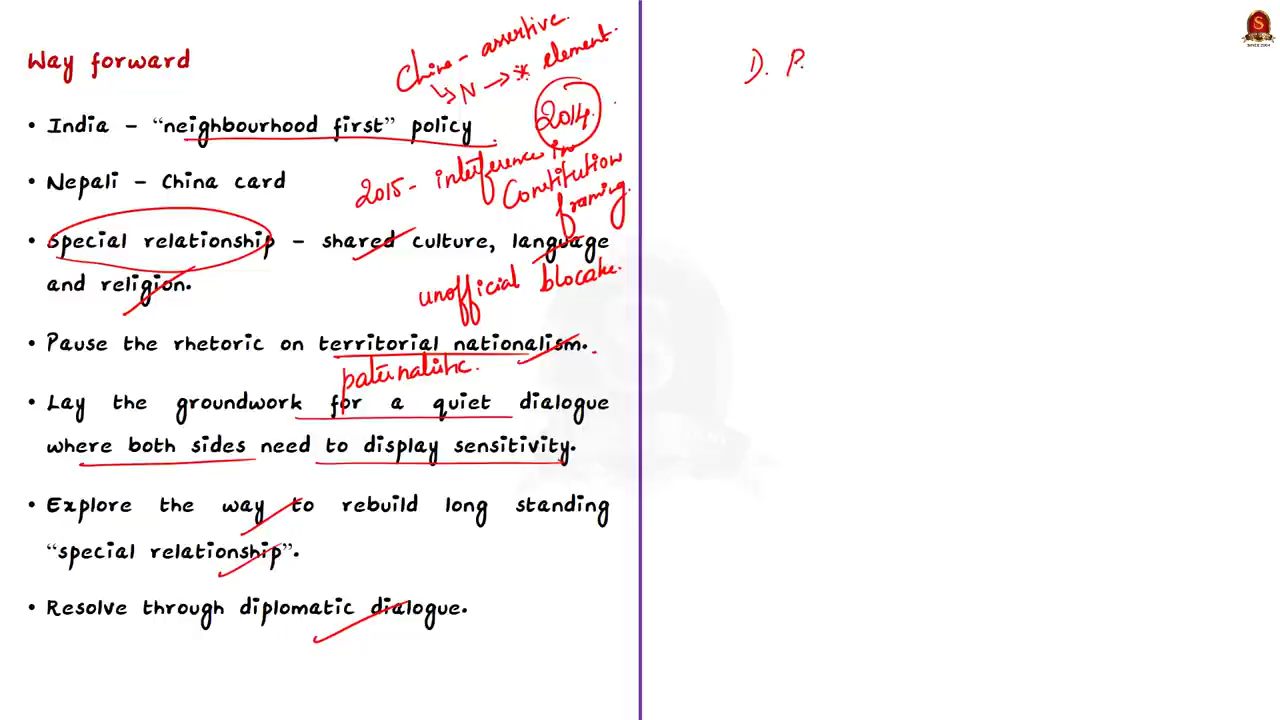 Way forward
China - assertive.
↳ N → * element.
• India – “neighbourhood first” policy
2014.
• Nepali – China card
2015 - interference in
Constitution
framing.
• Special relationship – shared culture, language
and religion.
unofficial blocake.
• Pause the rhetoric on territorial nationalism.
paternalistic.
• Lay the groundwork for a quiet dialogue
where both sides need to display sensitivity.
• Explore the way to rebuild long standing
“special relationship”.
• Resolve through diplomatic dialogue.
D. P.
S
SINCE 2004